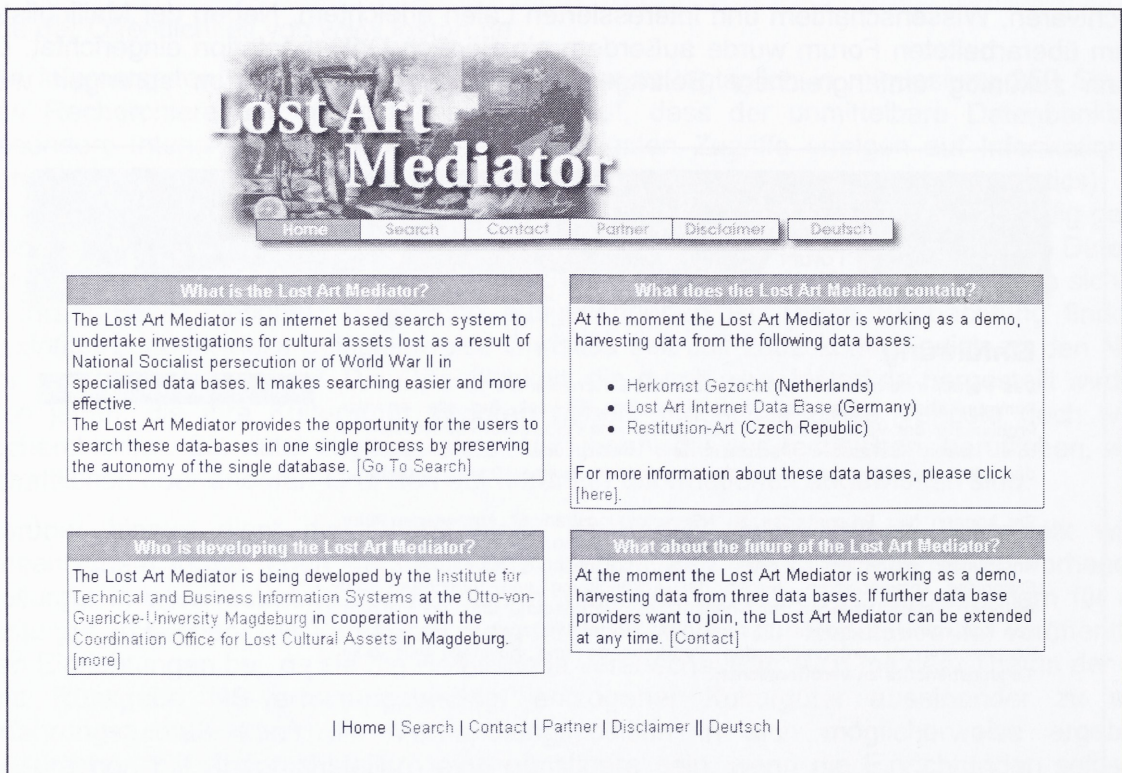 Lost Art
Mediator
Home Search Contact Partner Disclaimer Deutsch
What is the Lost Art Mediator?
The Lost Art Mediator is an internet based search system to
undertake investigations for cultural assets lost as a result of
National Socialist persecution or of World War II in
specialised data bases. It makes searching easier and more
effective.
The Lost Art Mediator provides the opportunity for the users to
search these data-bases in one single process by preserving
the autonomy of the single database. [Go To Search]
What does the Lost Art Mediator contain?
At the moment the Lost Art Mediator is working as a demo,
harvesting data from the following data bases:
• Herkomst Gezocht (Netherlands)
• Lost Art Internet Data Base (Germany)
• Restitution-Art (Czech Republic)
For more information about these data bases, please click
[here].
Who is developing the Lost Art Mediator?
The Lost Art Mediator is being developed by the Institute for
Technical and Business Information Systems at the Otto-von-
Guericke-University Magdeburg in cooperation with the
Coordination Office for Lost Cultural Assets in Magdeburg.
[more]
What about the future of the Lost Art Mediator?
At the moment the Lost Art Mediator is working as a demo,
harvesting data from three data bases. If further data base
providers want to join, the Lost Art Mediator can be extended
at any time. [Contact]
| Home | Search | Contact | Partner | Disclaimer || Deutsch |